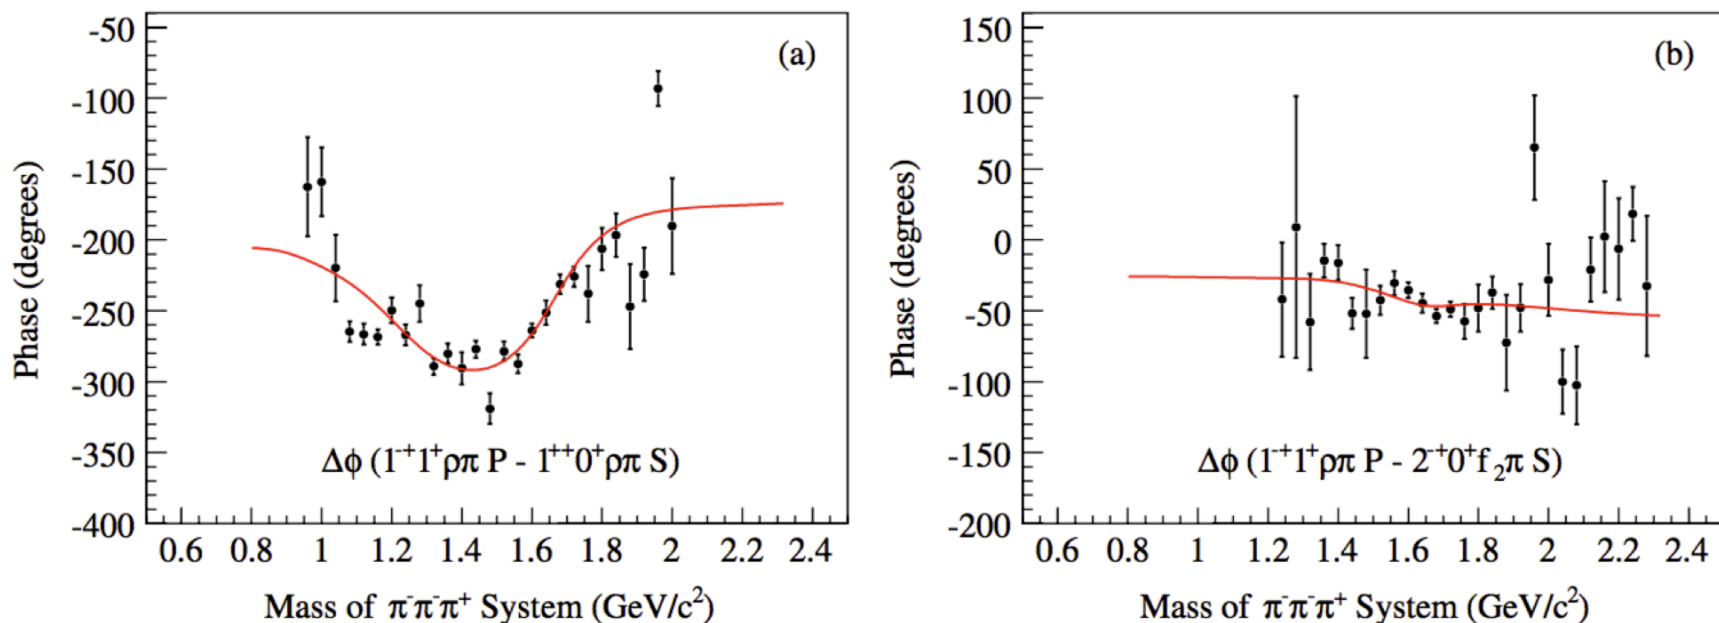 (a)
-50
-100
-150
-200
-250
-300
-350
-400
Phase (degrees)
Δϕ (1⁻⁺1⁺ρπ P - 1⁺⁺0⁺ρπ S)
0.6 1 1.4 1.6 1.8 2 2.2 2.4
Mass of π⁻π⁻π⁺ System (GeV/c²)
(b)
150
100
50
0
-50
-100
-150
-200
Phase (degrees)
Δϕ (1⁻⁺1⁺ρπ P - 2⁻⁺0⁺f₂π S)
0.6 0.8 1 1.2 1.4 1.6 1.8 2 2.2 2.4
Mass of π⁻π⁻π⁺ System (GeV/c²)